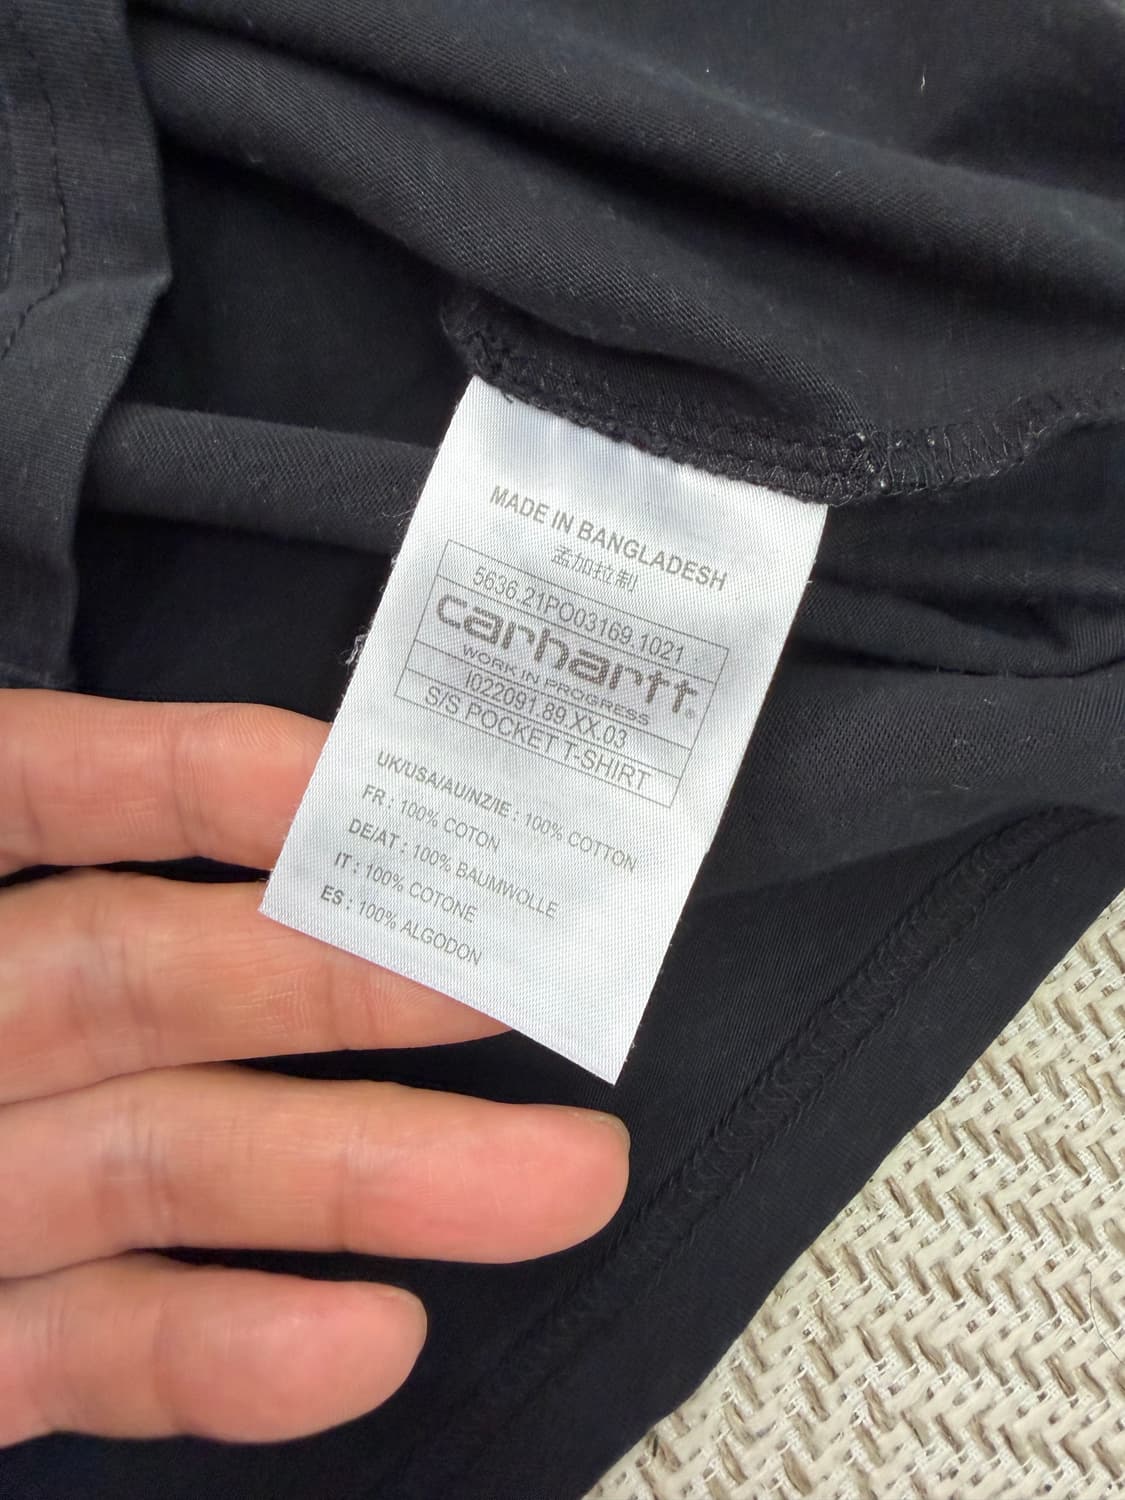 MADE IN BANGLADESH
孟加拉制
5636.21PO03169.1021
carhartt®
WORK IN PROGRESS
I022091.89.XX.03
S/S POCKET T-SHIRT
UK/USA/AU/NZ/IE : 100% COTTON
FR : 100% COTON
DE/AT : 100% BAUMWOLLE
IT : 100% COTONE
ES : 100% ALGODON